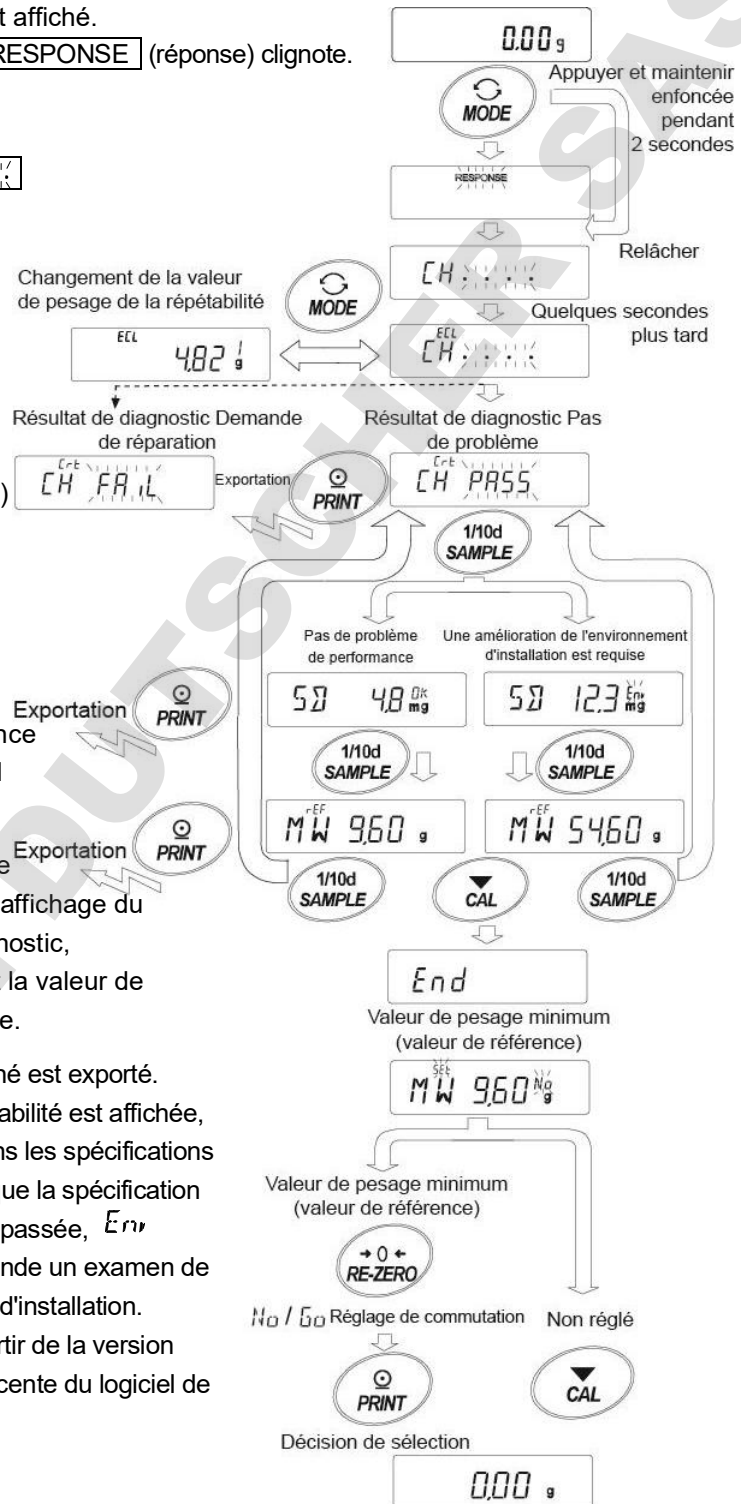 t affiché.
RESPONSE (réponse) clignote.
0.00 g
MODE
Appuyer et maintenir
enfoncée
pendant
2 secondes
RESPONSE
Relâcher
CH
Changement de la valeur
de pesage de la répétabilité
MODE
Quelques secondes
plus tard
ECL
4.82 1 g
ECL
CH
Résultat de diagnostic Demande
de réparation
Résultat de diagnostic Pas
de problème
)
Crt
CH FAiL
Exportation
PRINT
Crt
CH PASS
1/10d
SAMPLE
Pas de problème
de performance
Une amélioration de l'environnement
d'installation est requise
SD 4.8 OK mg
SD 12.3 Env mg
Exportation
PRINT
nce
1/10d
SAMPLE
1/10d
SAMPLE
rEF
MW 9.60 g
rEF
MW 54.60 g
Exportation
PRINT
e
1/10d
SAMPLE
CAL
1/10d
SAMPLE
affichage du
nostic,
la valeur de
e.
End
Valeur de pesage minimum
(valeur de référence)
SEt
MW 9.60 No g
né est exporté.
abilité est affichée,
ns les spécifications
que la spécification
passée, Env
nde un examen de
d'installation.
rtir de la version
cente du logiciel de
Valeur de pesage minimum
(valeur de référence)
→ 0 ←
RE-ZERO
No / Go Réglage de commutation
Non réglé
PRINT
CAL
Décision de sélection
0.00 g
DUTSCHER SAS